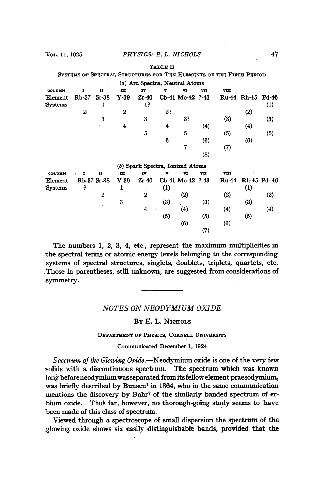 VOL. 11, 1925 PHYSICS: E. L. NICHOLS 47
TABLE II
SYSTEMS OF SPECTRAL STRUCTURES FOR THE ELEMENTS OF THE FIRST PERIOD
(a) Arc Spectra, Neutral Atoms
COLUMN I II III IV V VI VII VIII
Element Rb-37 Sr-38 Y-39 Zr-40 Cb-41 Mo-42 ?-43 Ru-44 Rh-45 Pd-46
Systems 1 1? (1)
2 2 2? (2)
3 3 3? (3) (3)
4 4 (4) (4)
5 5 (5) (5)
6 (6) (6)
7 (7)
(8)
(b) Spark Spectra, Ionized Atoms
COLUMN I II III IV V VI VII VIII
Element Rb-37 Sr-38 Y-39 Zr-40 Cb-41 Mo-42 ?-43 Ru-44 Rh-45 Pd-46
Systems ? 1 (1) (1)
2 2 (2) (2) (2)
3 (3) (3) (3)
4 (4) (4) (4)
(5) (5) (5)
(6) (6)
(7)
The numbers 1, 2, 3, 4, etc., represent the maximum multiplicities in
the spectral terms or atomic energy levels belonging to the corresponding
systems of spectral structures, singlets, doublets, triplets, quartets, etc.
Those in parentheses, still unknown, are suggested from considerations of
symmetry.
NOTES ON NEODYMIUM OXIDE
BY E. L. NICHOLS
DEPARTMENT OF PHYSICS, CORNELL UNIVERSITY
Communicated December 1, 1924
Spectrum of the Glowing Oxide.—Neodymium oxide is one of the very few
solids with a discontinuous spectrum. The spectrum which was known
long before neodymium was separated from its fellow element praesodymium,
was briefly described by Bunsen¹ in 1864, who in the same communication
mentions the discovery by Bahr² of the similarly banded spectrum of er-
bium oxide. Thus far, however, no thorough-going study seems to have
been made of this class of spectrum.
Viewed through a spectroscope of small dispersion the spectrum of the
glowing oxide shows six easily distinguishable bands, provided that the